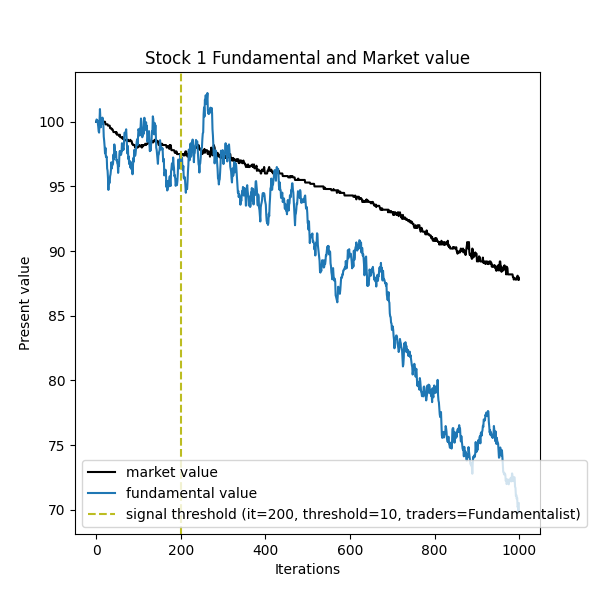 Stock 1 Fundamental and Market value
100
95
90
85
80
75
70
Present value
market value
fundamental value
signal threshold (it=200, threshold=10, traders=Fundamentalist)
0 200 400 600 800 1000
Iterations